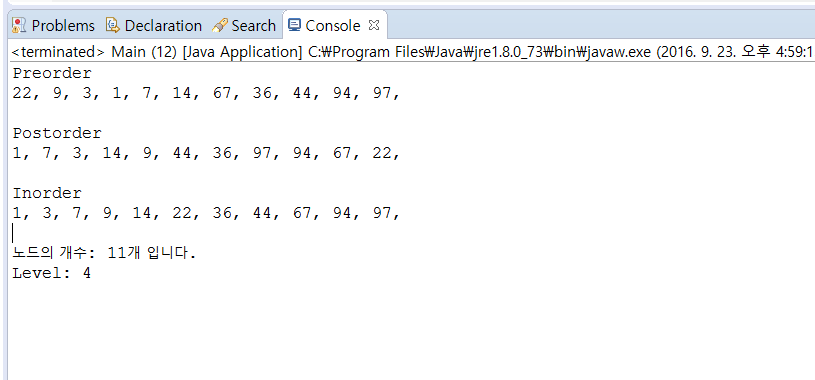 Problems Declaration Search Console
<terminated> Main (12) [Java Application] C:₩Program Files₩Java₩jre1.8.0_73₩bin₩javaw.exe (2016. 9. 23. 오후 4:59:1
Preorder
22, 9, 3, 1, 7, 14, 67, 36, 44, 94, 97,
Postorder
1, 7, 3, 14, 9, 44, 36, 97, 94, 67, 22,
Inorder
1, 3, 7, 9, 14, 22, 36, 44, 67, 94, 97,
노드의 개수: 11개 입니다.
Level: 4